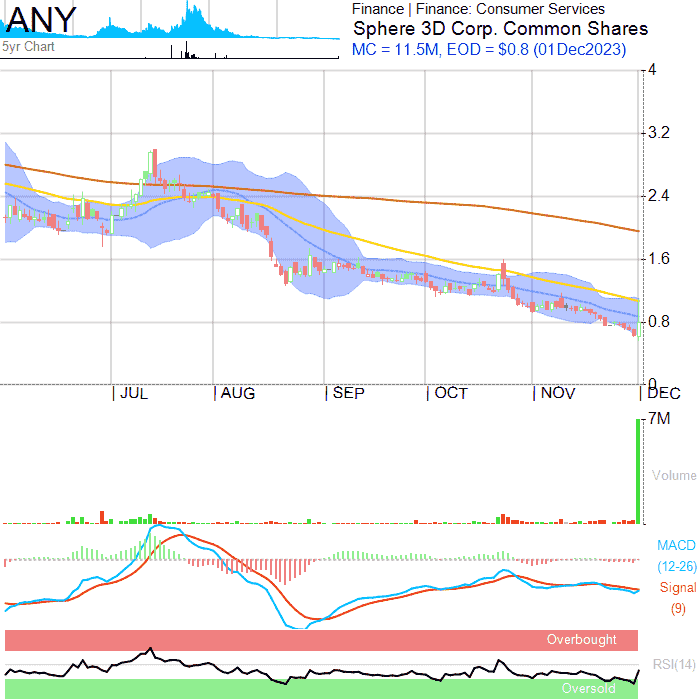 ANY
5yr Chart
Finance | Finance: Consumer Services
Sphere 3D Corp. Common Shares
MC = 11.5M, EOD = $0.8 (01Dec2023)
4
3.2
2.4
1.6
0.8
0
JUL
AUG
SEP
OCT
NOV
DEC
7M
Volume
MACD
(12-26)
Signal
(9)
Overbought
RSI(14)
Oversold